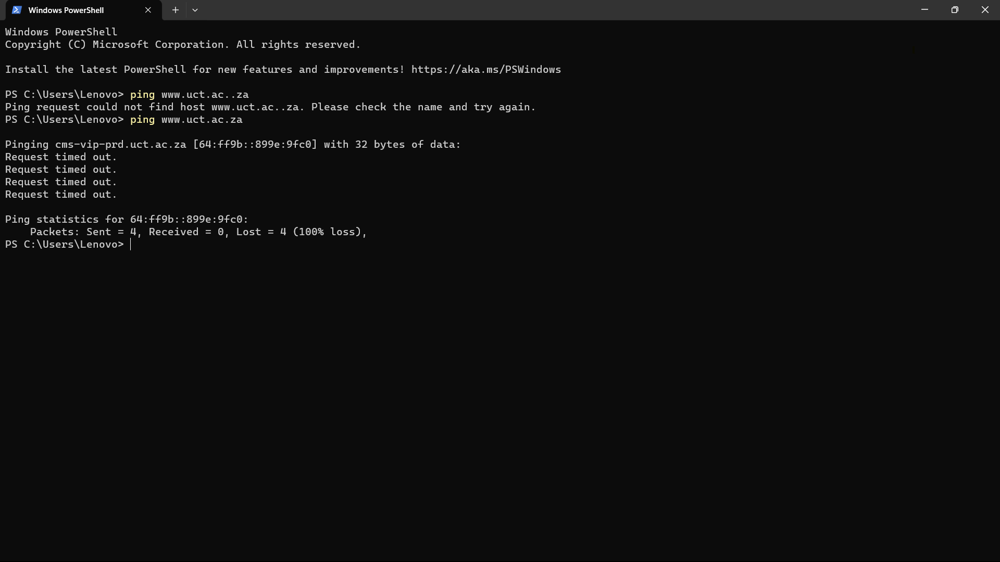 Windows PowerShell
Windows PowerShell
Copyright (C) Microsoft Corporation. All rights reserved.
Install the latest PowerShell for new features and improvements! https://aka.ms/PSWindows
PS C:\Users\Lenovo> ping www.uct.ac..za
Ping request could not find host www.uct.ac..za. Please check the name and try again.
PS C:\Users\Lenovo> ping www.uct.ac.za
Pinging cms-vip-prd.uct.ac.za [64:ff9b::899e:9fc0] with 32 bytes of data:
Request timed out.
Request timed out.
Request timed out.
Request timed out.
Ping statistics for 64:ff9b::899e:9fc0:
    Packets: Sent = 4, Received = 0, Lost = 4 (100% loss),
PS C:\Users\Lenovo>